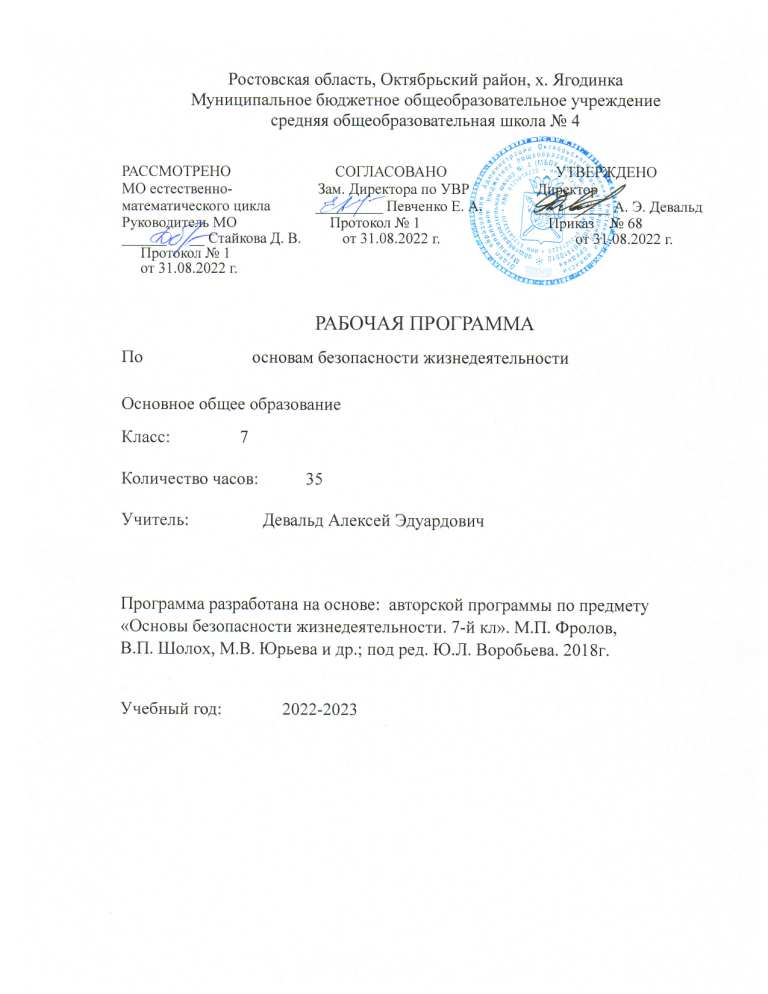 Ростовская область, Октябрьский район, х. Ягодинка
Муниципальное бюджетное общеобразовательное учреждение
средняя общеобразовательная школа № 4
РАССМОТРЕНО СОГЛАСОВАНО УТВЕРЖДЕНО
МО естественно- Зам. Директора по УВР Директор
математического цикла Певченко Е. А. А. Э. Девальд
Руководитель МО Протокол № 1 Приказ № 68
Стайкова Д. В. от 31.08.2022 г. от 31.08.2022 г.
Протокол № 1
от 31.08.2022 г.
РАБОЧАЯ ПРОГРАММА
По основам безопасности жизнедеятельности
Основное общее образование
Класс: 7
Количество часов: 35
Учитель: Девальд Алексей Эдуардович
Программа разработана на основе: авторской программы по предмету
«Основы безопасности жизнедеятельности. 7-й кл». М.П. Фролов,
В.П. Шолох, М.В. Юрьева и др.; под ред. Ю.Л. Воробьева. 2018г.
Учебный год: 2022-2023